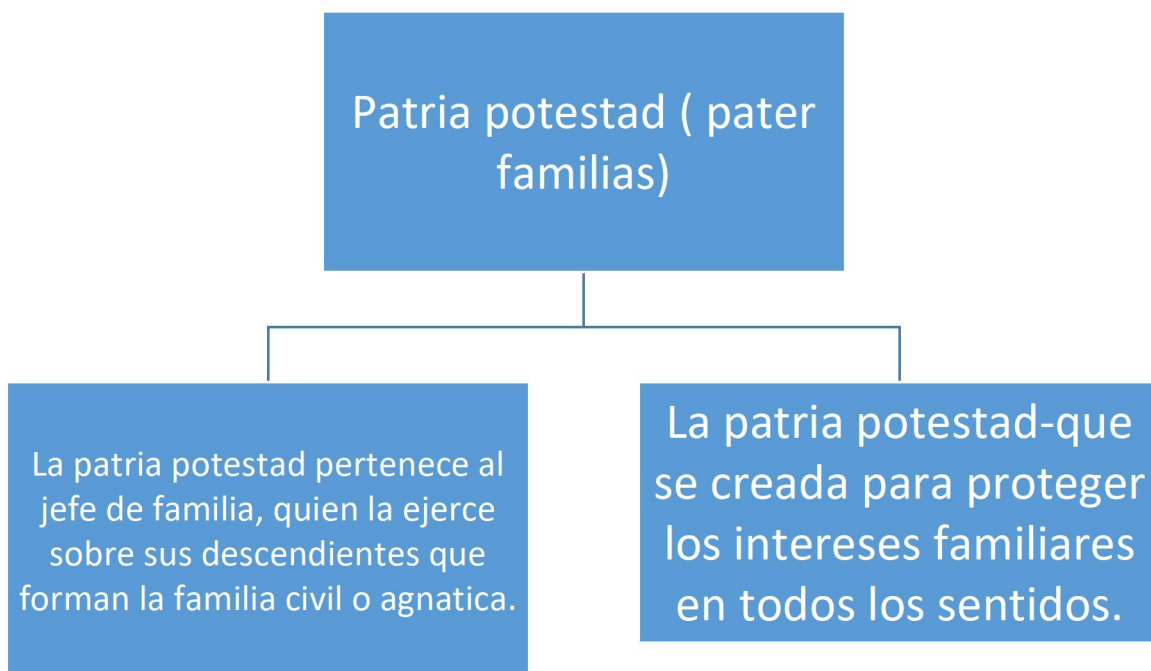 Patria potestad ( pater
familias)
La patria potestad pertenece al
jefe de familia, quien la ejerce
sobre sus descendientes que
forman la familia civil o agnatica.
La patria potestad-que
se creada para proteger
los intereses familiares
en todos los sentidos.